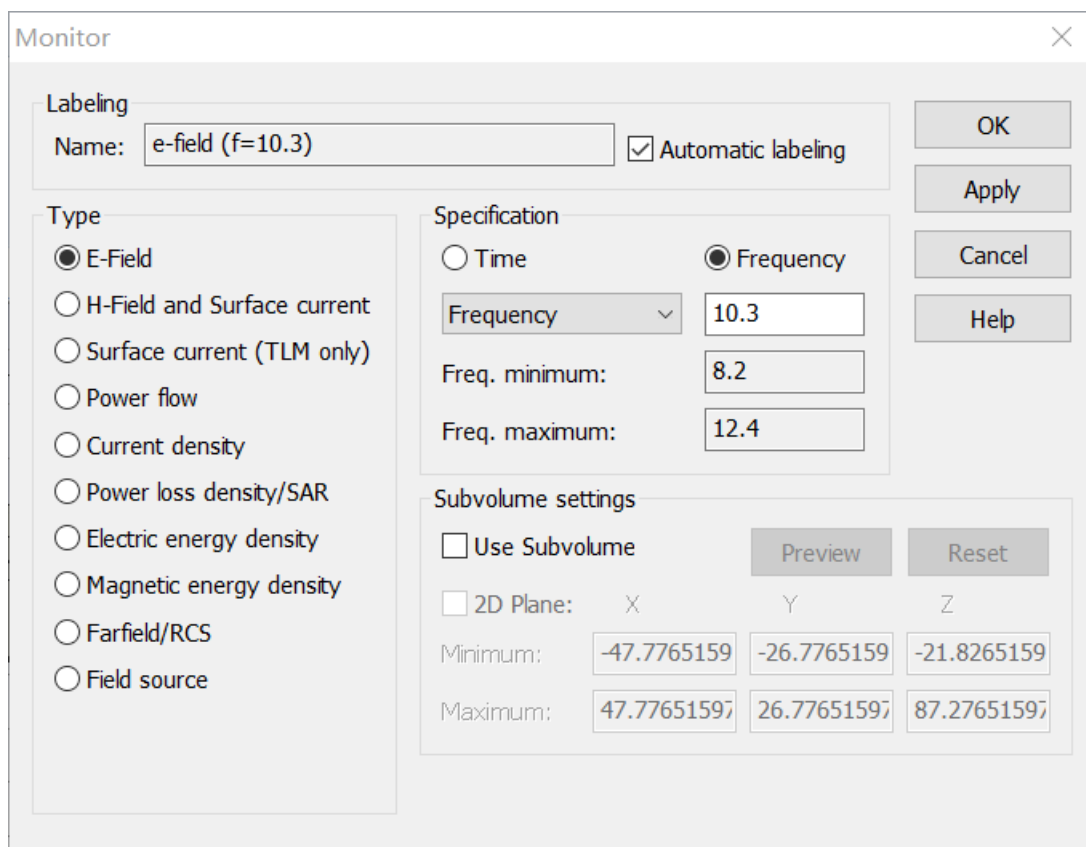 Monitor
Labeling
Name: e-field (f=10.3) Automatic labeling
OK
Apply
Cancel
Help
Type
E-Field
H-Field and Surface current
Surface current (TLM only)
Power flow
Current density
Power loss density/SAR
Electric energy density
Magnetic energy density
Farfield/RCS
Field source
Specification
Time Frequency
Frequency 10.3
Freq. minimum: 8.2
Freq. maximum: 12.4
Subvolume settings
Use Subvolume Preview Reset
2D Plane: X Y Z
Minimum: -47.7765159 -26.7765159 -21.8265159
Maximum: 47.77651597 26.77651597 87.27651597